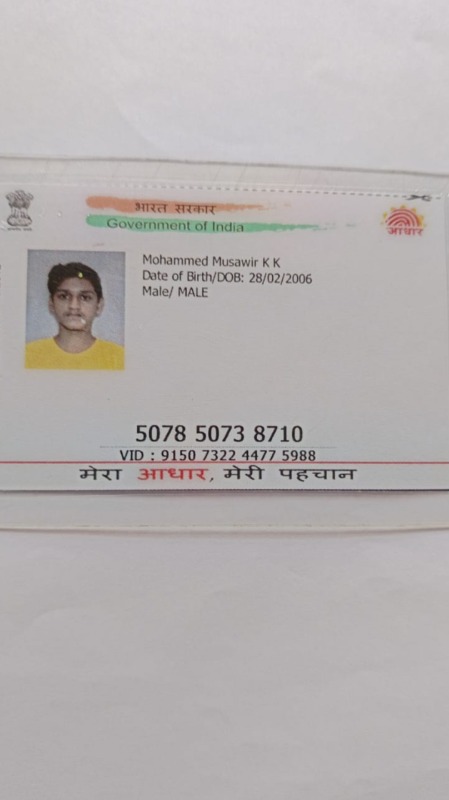 भारत सरकार
Government of India
आधार
Mohammed Musawir K K
Date of Birth/DOB: 28/02/2006
Male/ MALE
5078 5073 8710
VID : 9150 7322 4477 5988
मेरा आधार, मेरी पहचान